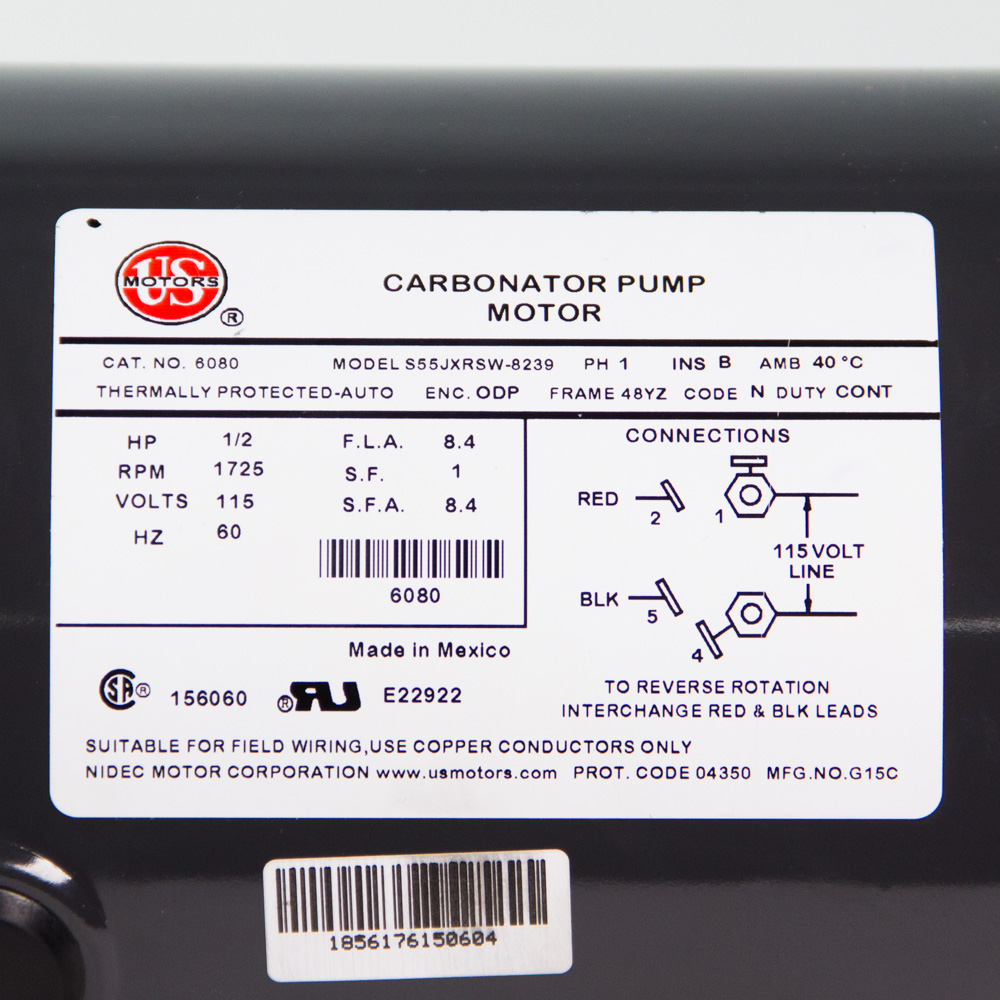 US
MOTORS
®
CARBONATOR PUMP
MOTOR
CAT. NO. 6080 MODEL S55JXRSW-8239 PH 1 INS B AMB 40 °C
THERMALLY PROTECTED-AUTO ENC. ODP FRAME 48YZ CODE N DUTY CONT
HP 1/2 F.L.A. 8.4
RPM 1725 S.F. 1
VOLTS 115 S.F.A. 8.4
HZ 60
6080
CONNECTIONS
RED 2 1
115 VOLT
LINE
BLK 5 4
TO REVERSE ROTATION
INTERCHANGE RED & BLK LEADS
Made in Mexico
SA ® 156060 ® RU E22922
SUITABLE FOR FIELD WIRING,USE COPPER CONDUCTORS ONLY
NIDEC MOTOR CORPORATION www.usmotors.com PROT. CODE 04350 MFG.NO.G15C
1856176150604